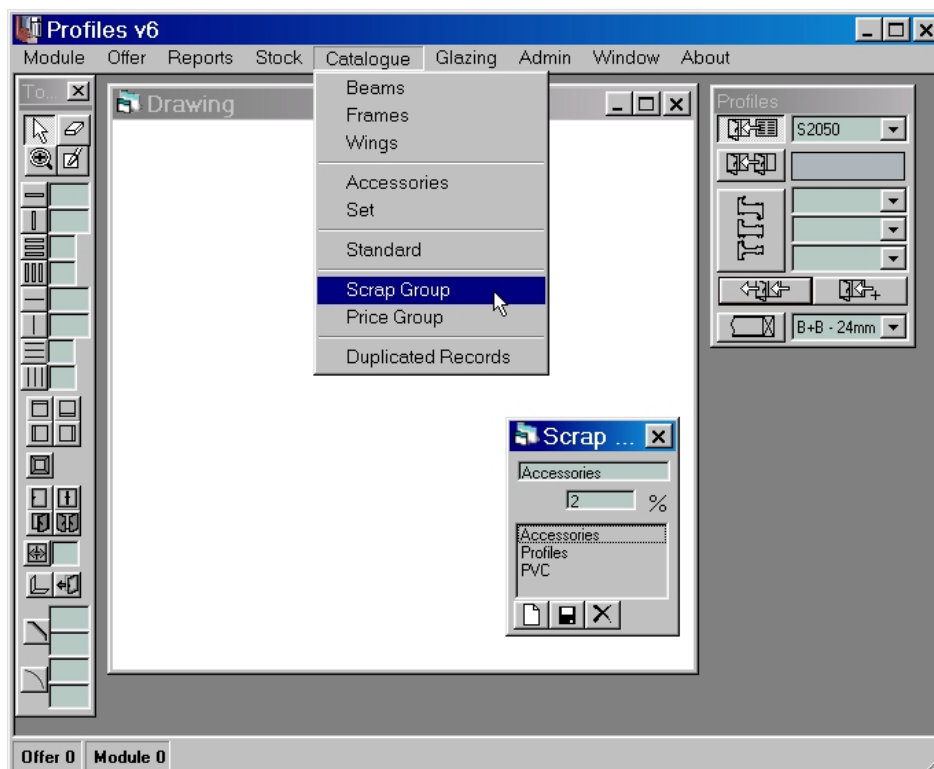 Profiles v6
Module Offer Reports Stock Catalogue Glazing Admin Window About
To...
Drawing
Beams
Frames
Wings
Accessories
Set
Standard
Scrap Group
Price Group
Duplicated Records
Profiles
S2050
B+B - 24mm
Scrap ...
Accessories
2 %
Accessories
Profiles
PVC
Offer 0 Module 0